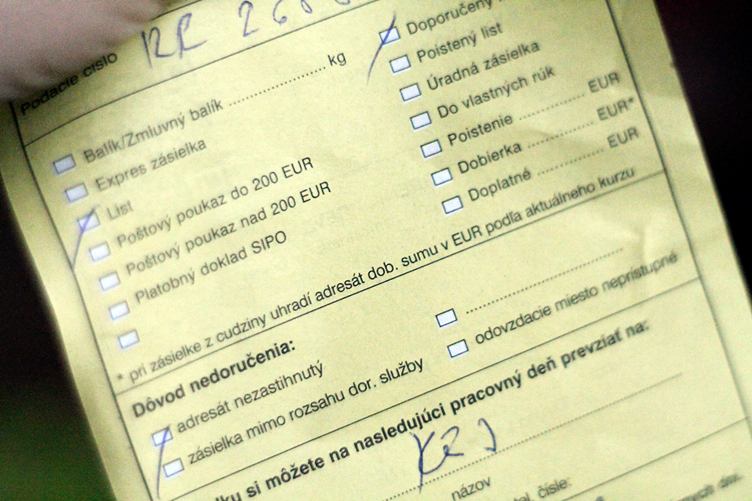 Podacie číslo RR
Balík/Zmluvný balík .......................... kg
Expres zásielka
List
Poštový poukaz do 200 EUR
Poštový poukaz nad 200 EUR
Platobný doklad SIPO
Doporučený list
Poistený list
Úradná zásielka
Do vlastných rúk
Poistenie .................... EUR
Dobierka .................... EUR*
Doplatné .................... EUR
* pri zásielke z cudziny uhradí adresát dob. sumu v EUR podľa aktuálneho kurzu
Dôvod nedoručenia:
adresát nezastihnutý
zásielka mimo rozsahu dor. služby
........................................
odovzdacie miesto neprístupné
si môžete na nasledujúci pracovný deň prevziať na:
názov
číslo: